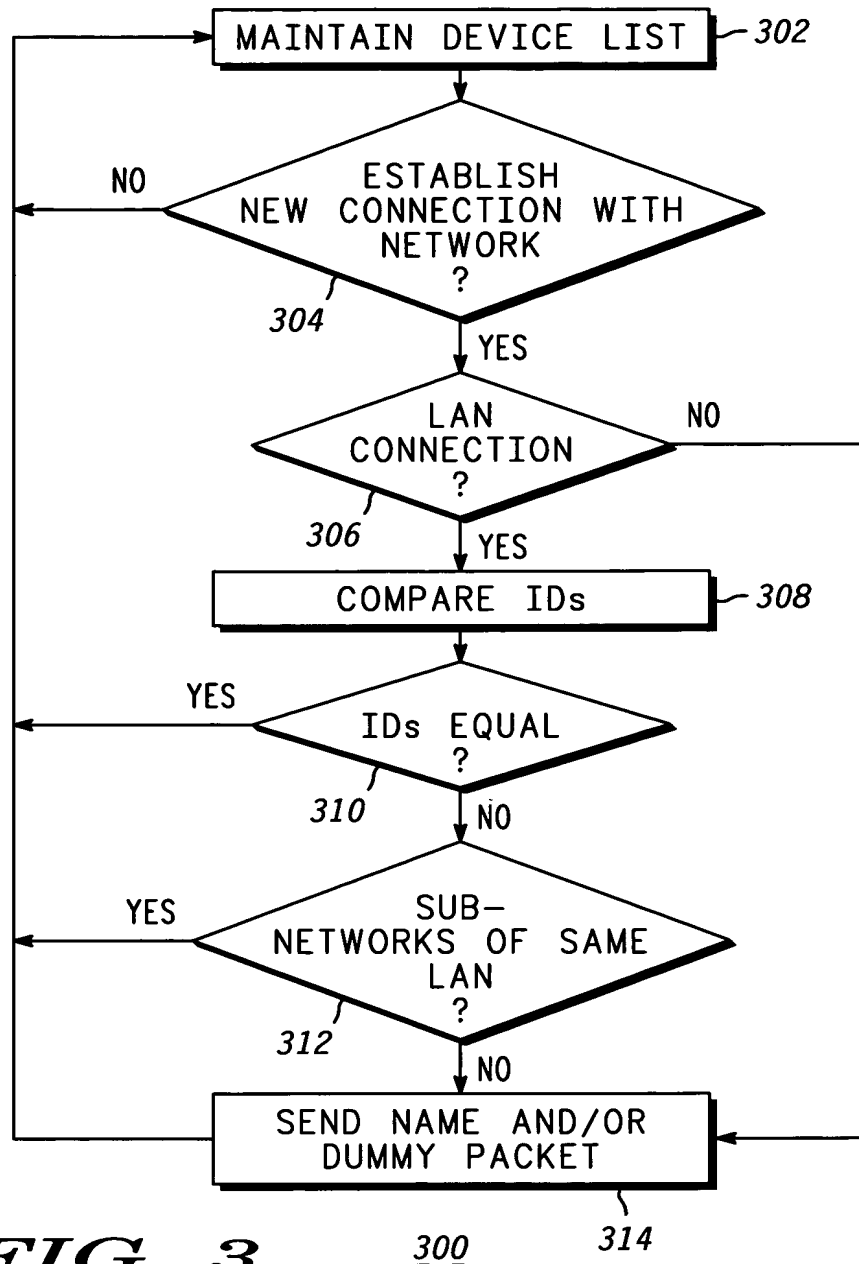 MAINTAIN DEVICE LIST
302
NO
ESTABLISH
NEW CONNECTION WITH
NETWORK
?
304
YES
LAN
CONNECTION
?
NO
306
YES
COMPARE IDs
308
YES
IDs EQUAL
?
310
NO
YES
SUB-
NETWORKS OF SAME
LAN
?
312
NO
SEND NAME AND/OR
DUMMY PACKET
314
FIG. 3
300